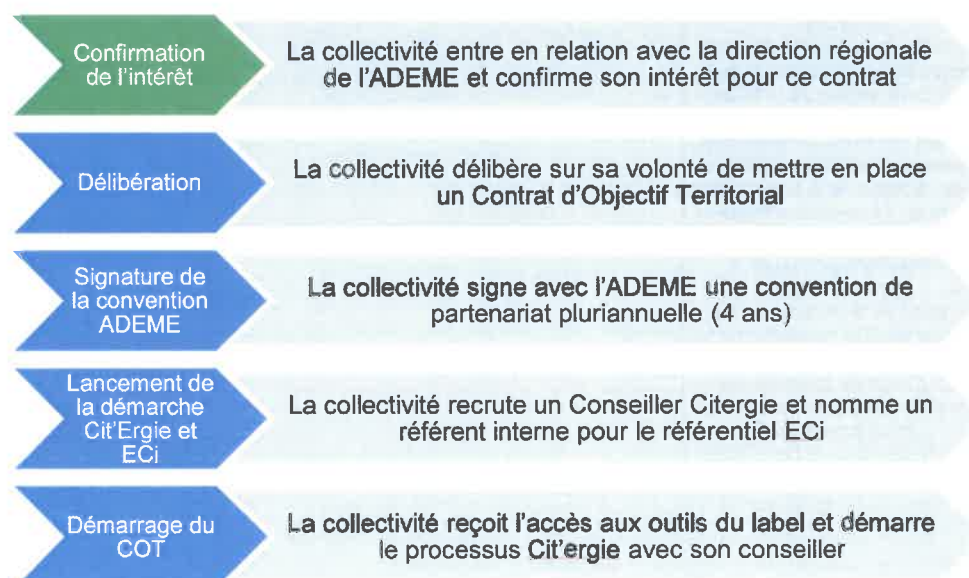 Confirmation
de l'intérêt
La collectivité entre en relation avec la direction régionale
de l'ADEME et confirme son intérêt pour ce contrat
Délibération
La collectivité délibère sur sa volonté de mettre en place
un Contrat d'Objectif Territorial
Signature de
la convention
ADEME
La collectivité signe avec l'ADEME une convention de
partenariat pluriannuelle (4 ans)
Lancement de
la démarche
Cit'Ergie et
ECi
La collectivité recrute un Conseiller Citergie et nomme un
référent interne pour le référentiel ECi
Démarrage du
COT
La collectivité reçoit l'accès aux outils du label et démarre
le processus Cit'ergie avec son conseiller